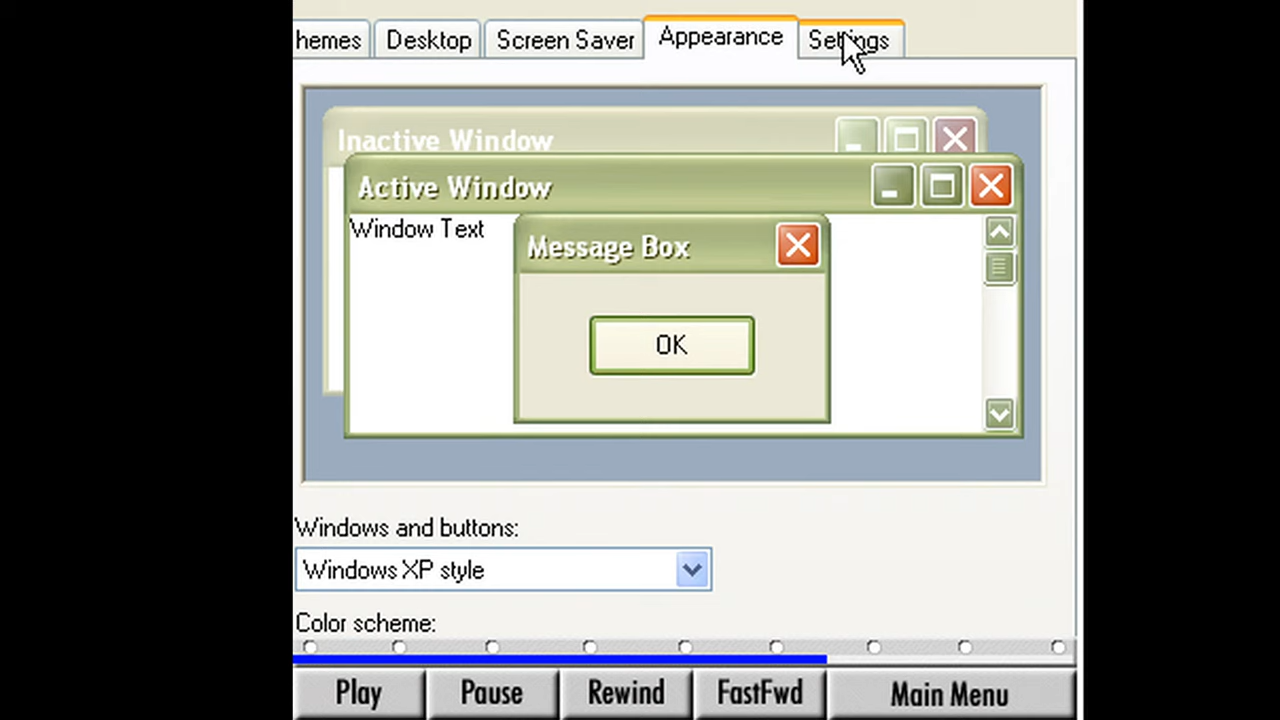 hemes Desktop Screen Saver Appearance Settings
Inactive Window
Active Window
Window Text
Message Box
OK
Windows and buttons:
Windows XP style
Color scheme:
Play Pause Rewind FastFwd Main Menu